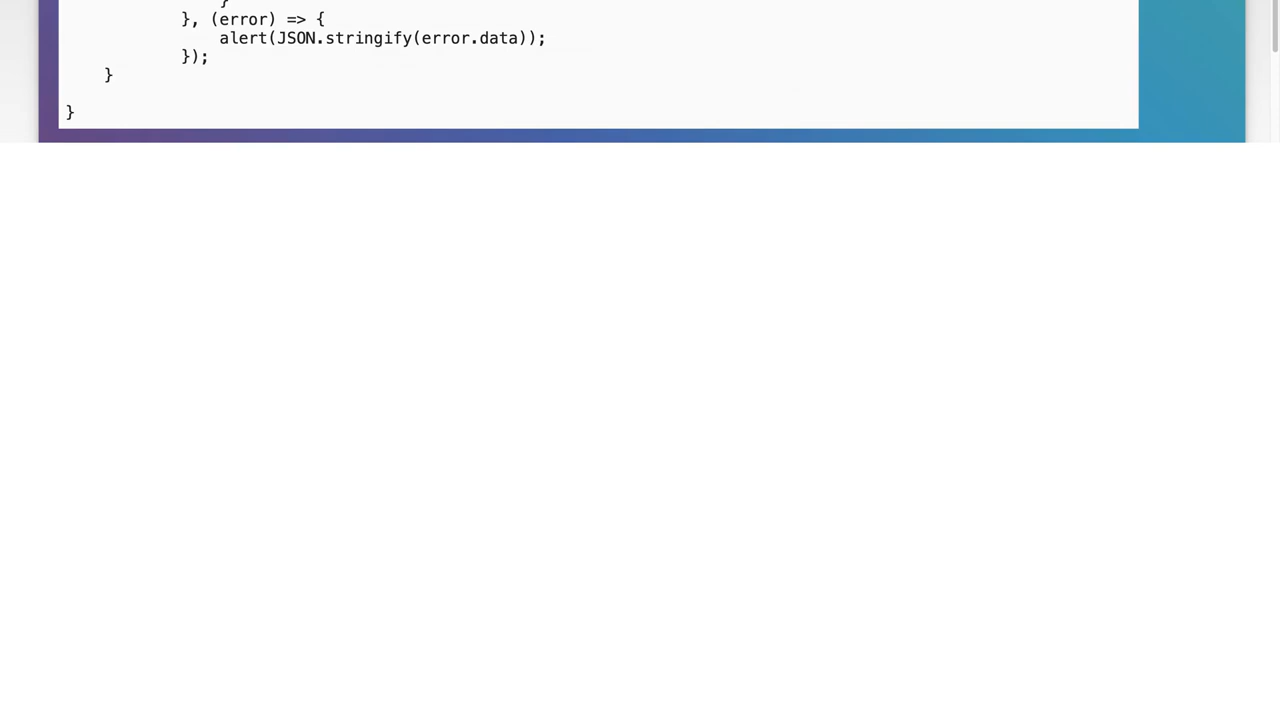 }
}, (error) => {
alert(JSON.stringify(error.data));
});
}
}